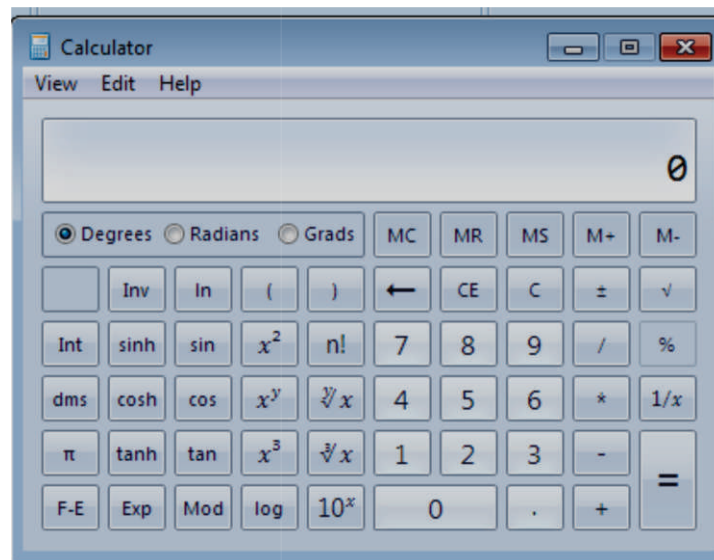 Calculator
View Edit Help
0
Degrees Radians Grads MC MR MS M+ M-
Inv ln ( ) ← CE C ± √
Int sinh sin x² n! 7 8 9 / %
dms cosh cos xʸ ʸ√x 4 5 6 * 1/x
π tanh tan x³ ³√x 1 2 3 - =
F-E Exp Mod log 10ˣ 0 . +